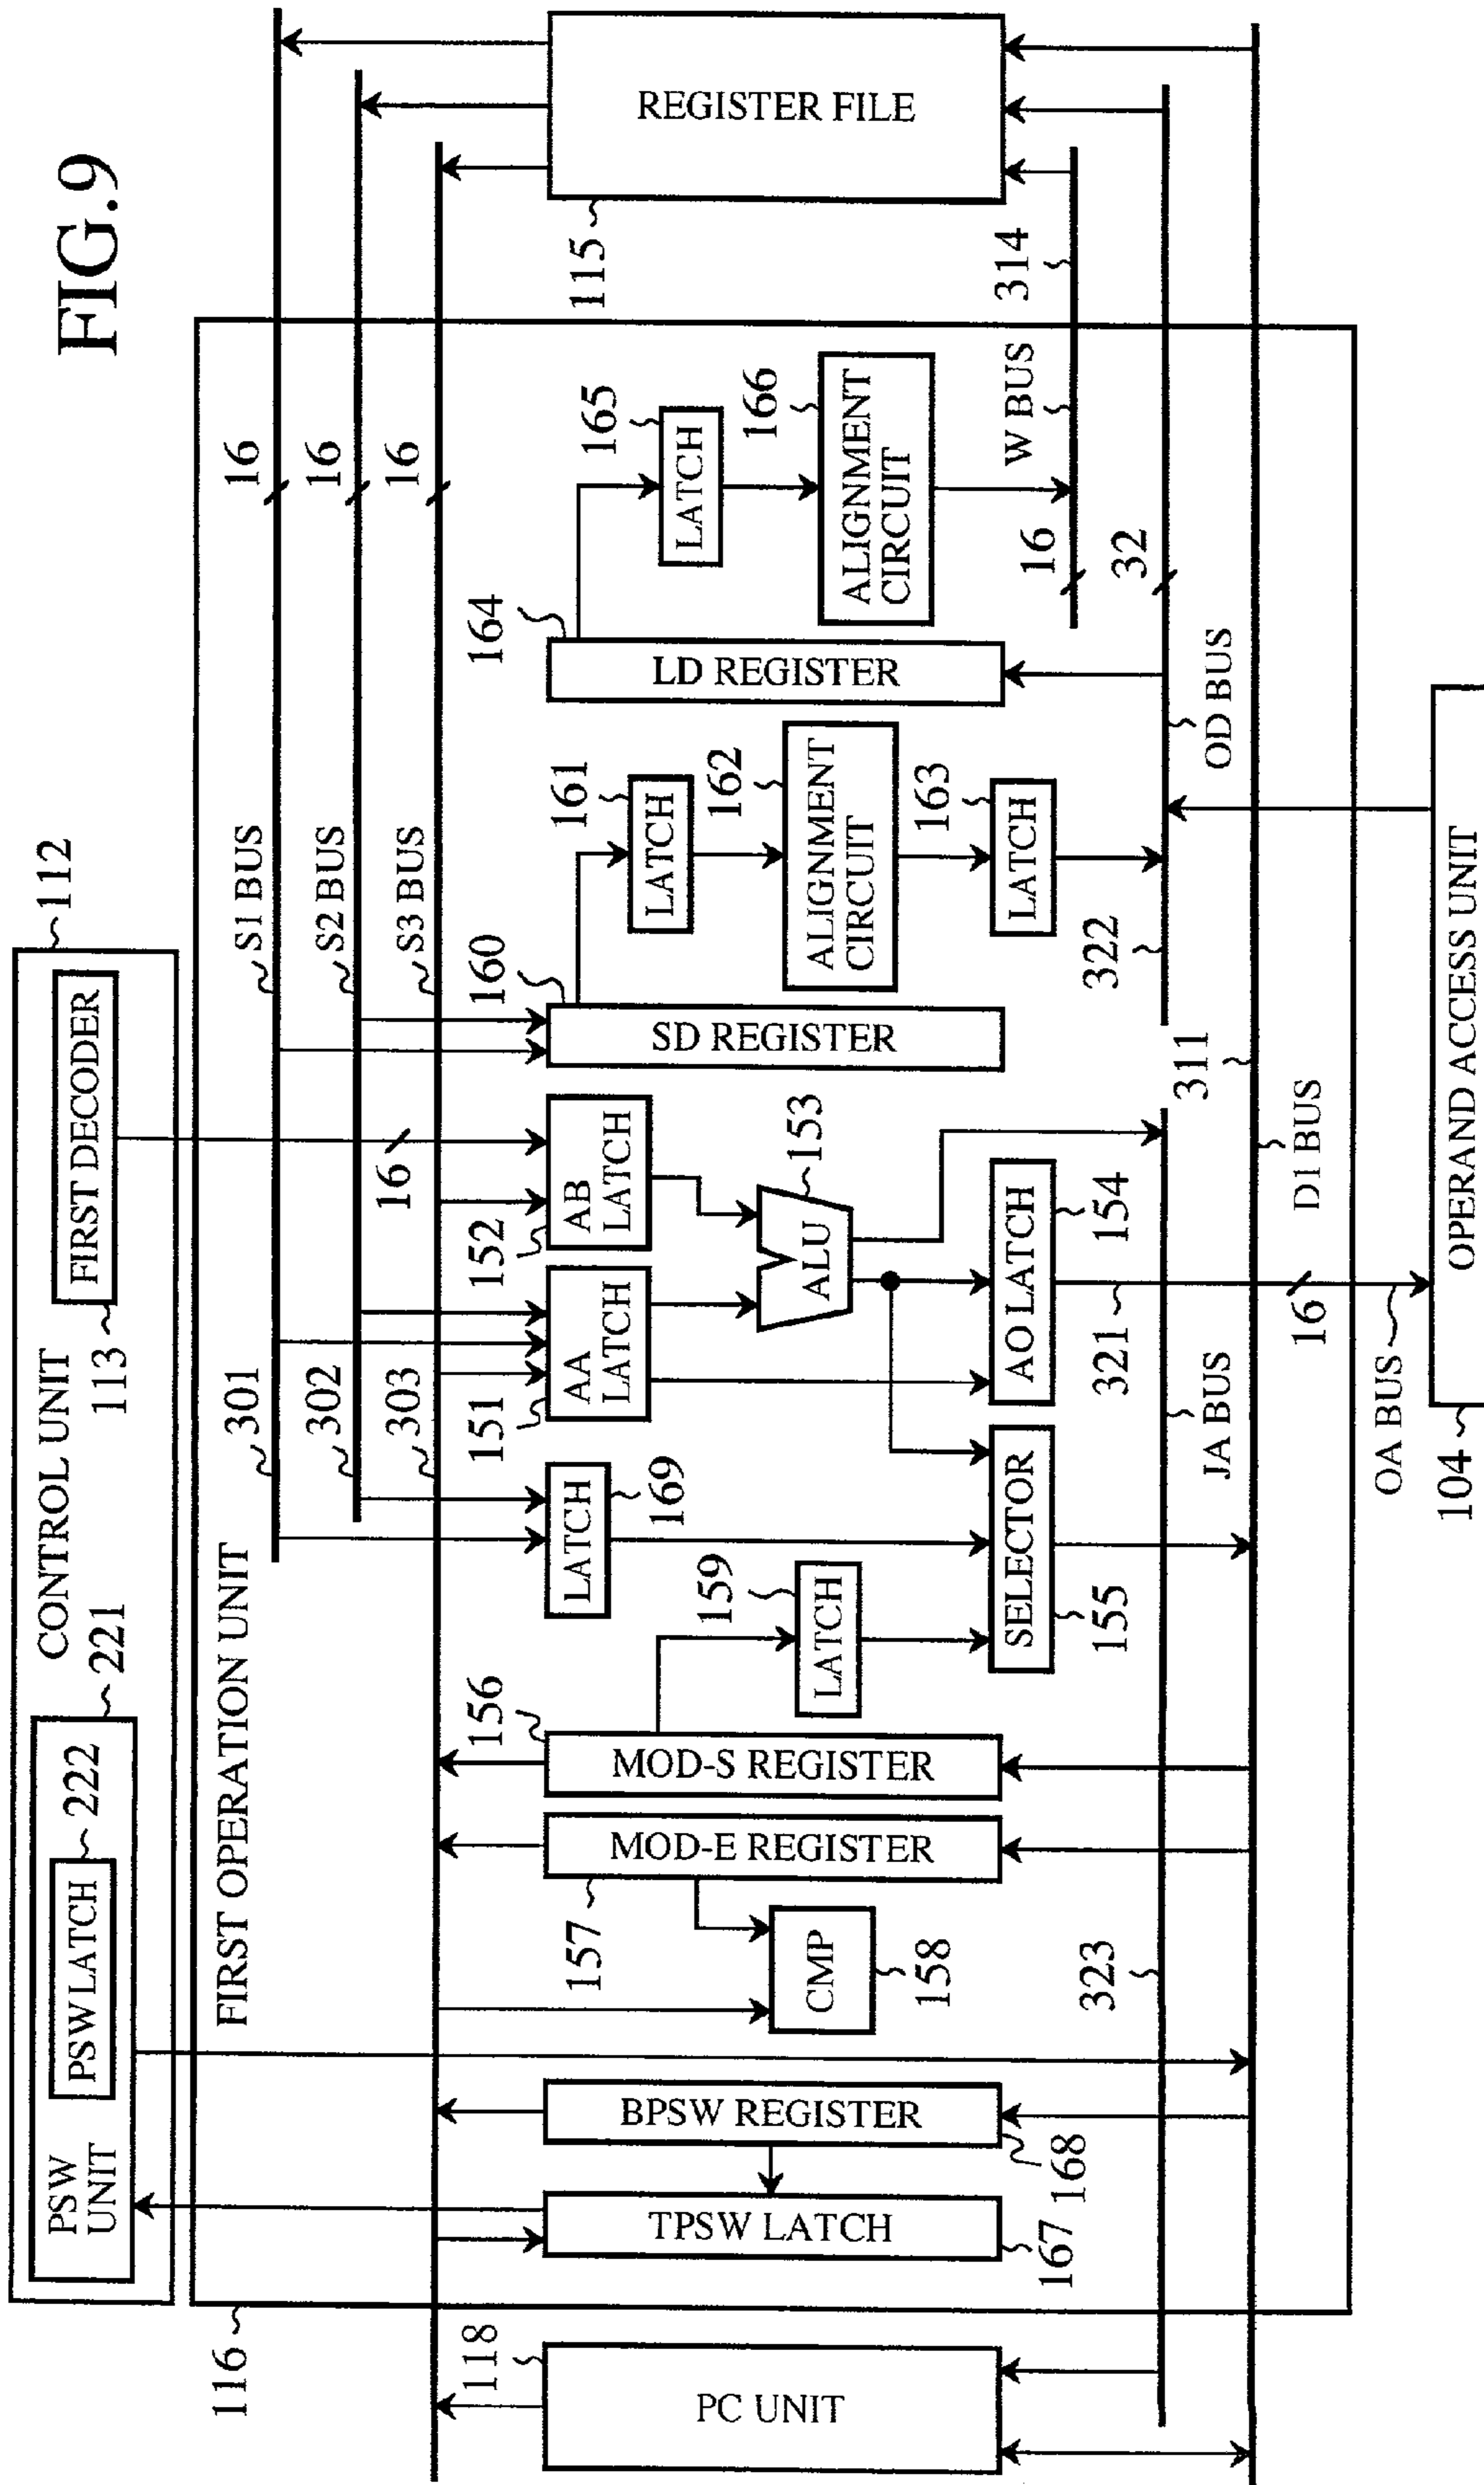 FIG.9
CONTROL UNIT
112
PSW
UNIT
PSW LATCH
222
221
113
FIRST DECODER
116
FIRST OPERATION UNIT
301
S1 BUS
16
302
S2 BUS
16
303
S3 BUS
16
16
118
PC UNIT
TPSW LATCH
167
BPSW REGISTER
168
CMP
158
157
MOD-E REGISTER
156
MOD-S REGISTER
159
LATCH
LATCH
169
SELECTOR
155
151
AA
LATCH
152
AB
LATCH
ALU
153
AO LATCH
154
160
SD REGISTER
161
LATCH
162
ALIGNMENT
CIRCUIT
163
LATCH
164
LD REGISTER
165
LATCH
166
ALIGNMENT
CIRCUIT
115
REGISTER FILE
16
W BUS
314
323
JA BUS
322
OD BUS
32
321
311
D1 BUS
OA BUS
16
104
OPERAND ACCESS UNIT